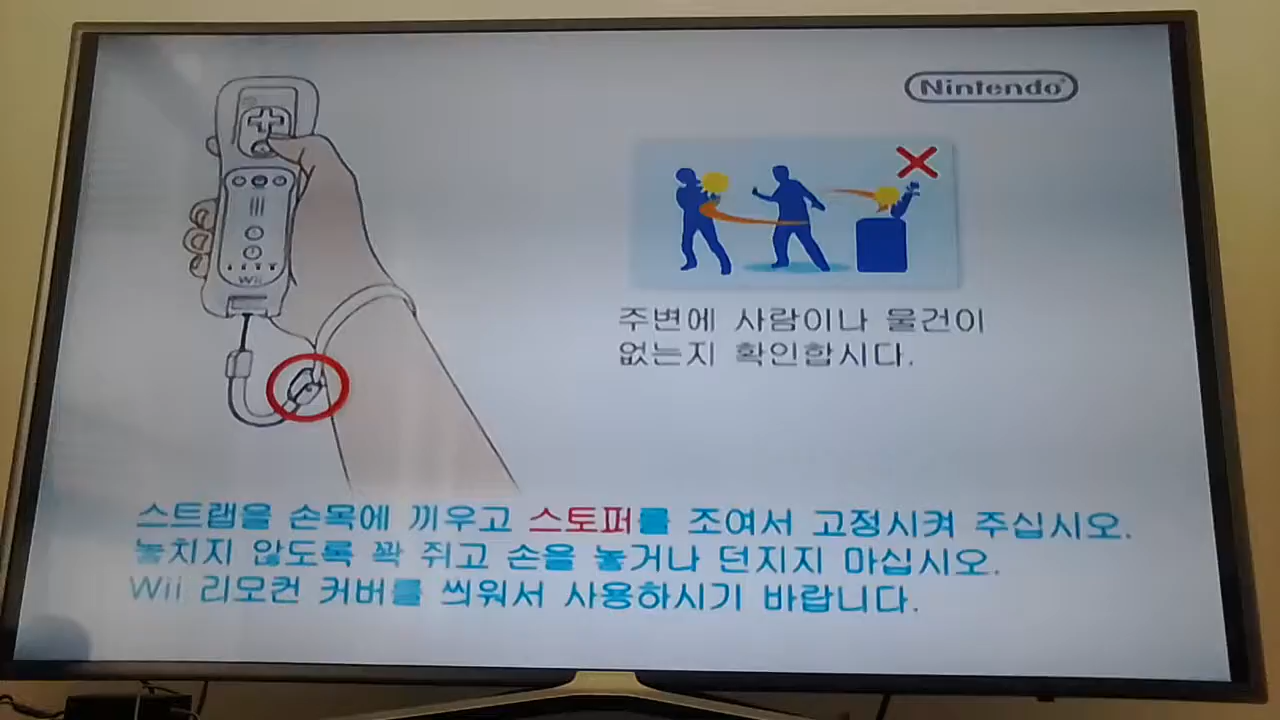 Nintendo
Wii
주변에 사람이나 물건이
없는지 확인합시다.
스트랩을 손목에 끼우고 스토퍼를 조여서 고정시켜 주십시오.
놓치지 않도록 꽉 쥐고 손을 놓거나 던지지 마십시오.
Wii 리모컨 커버를 씌워서 사용하시기 바랍니다.